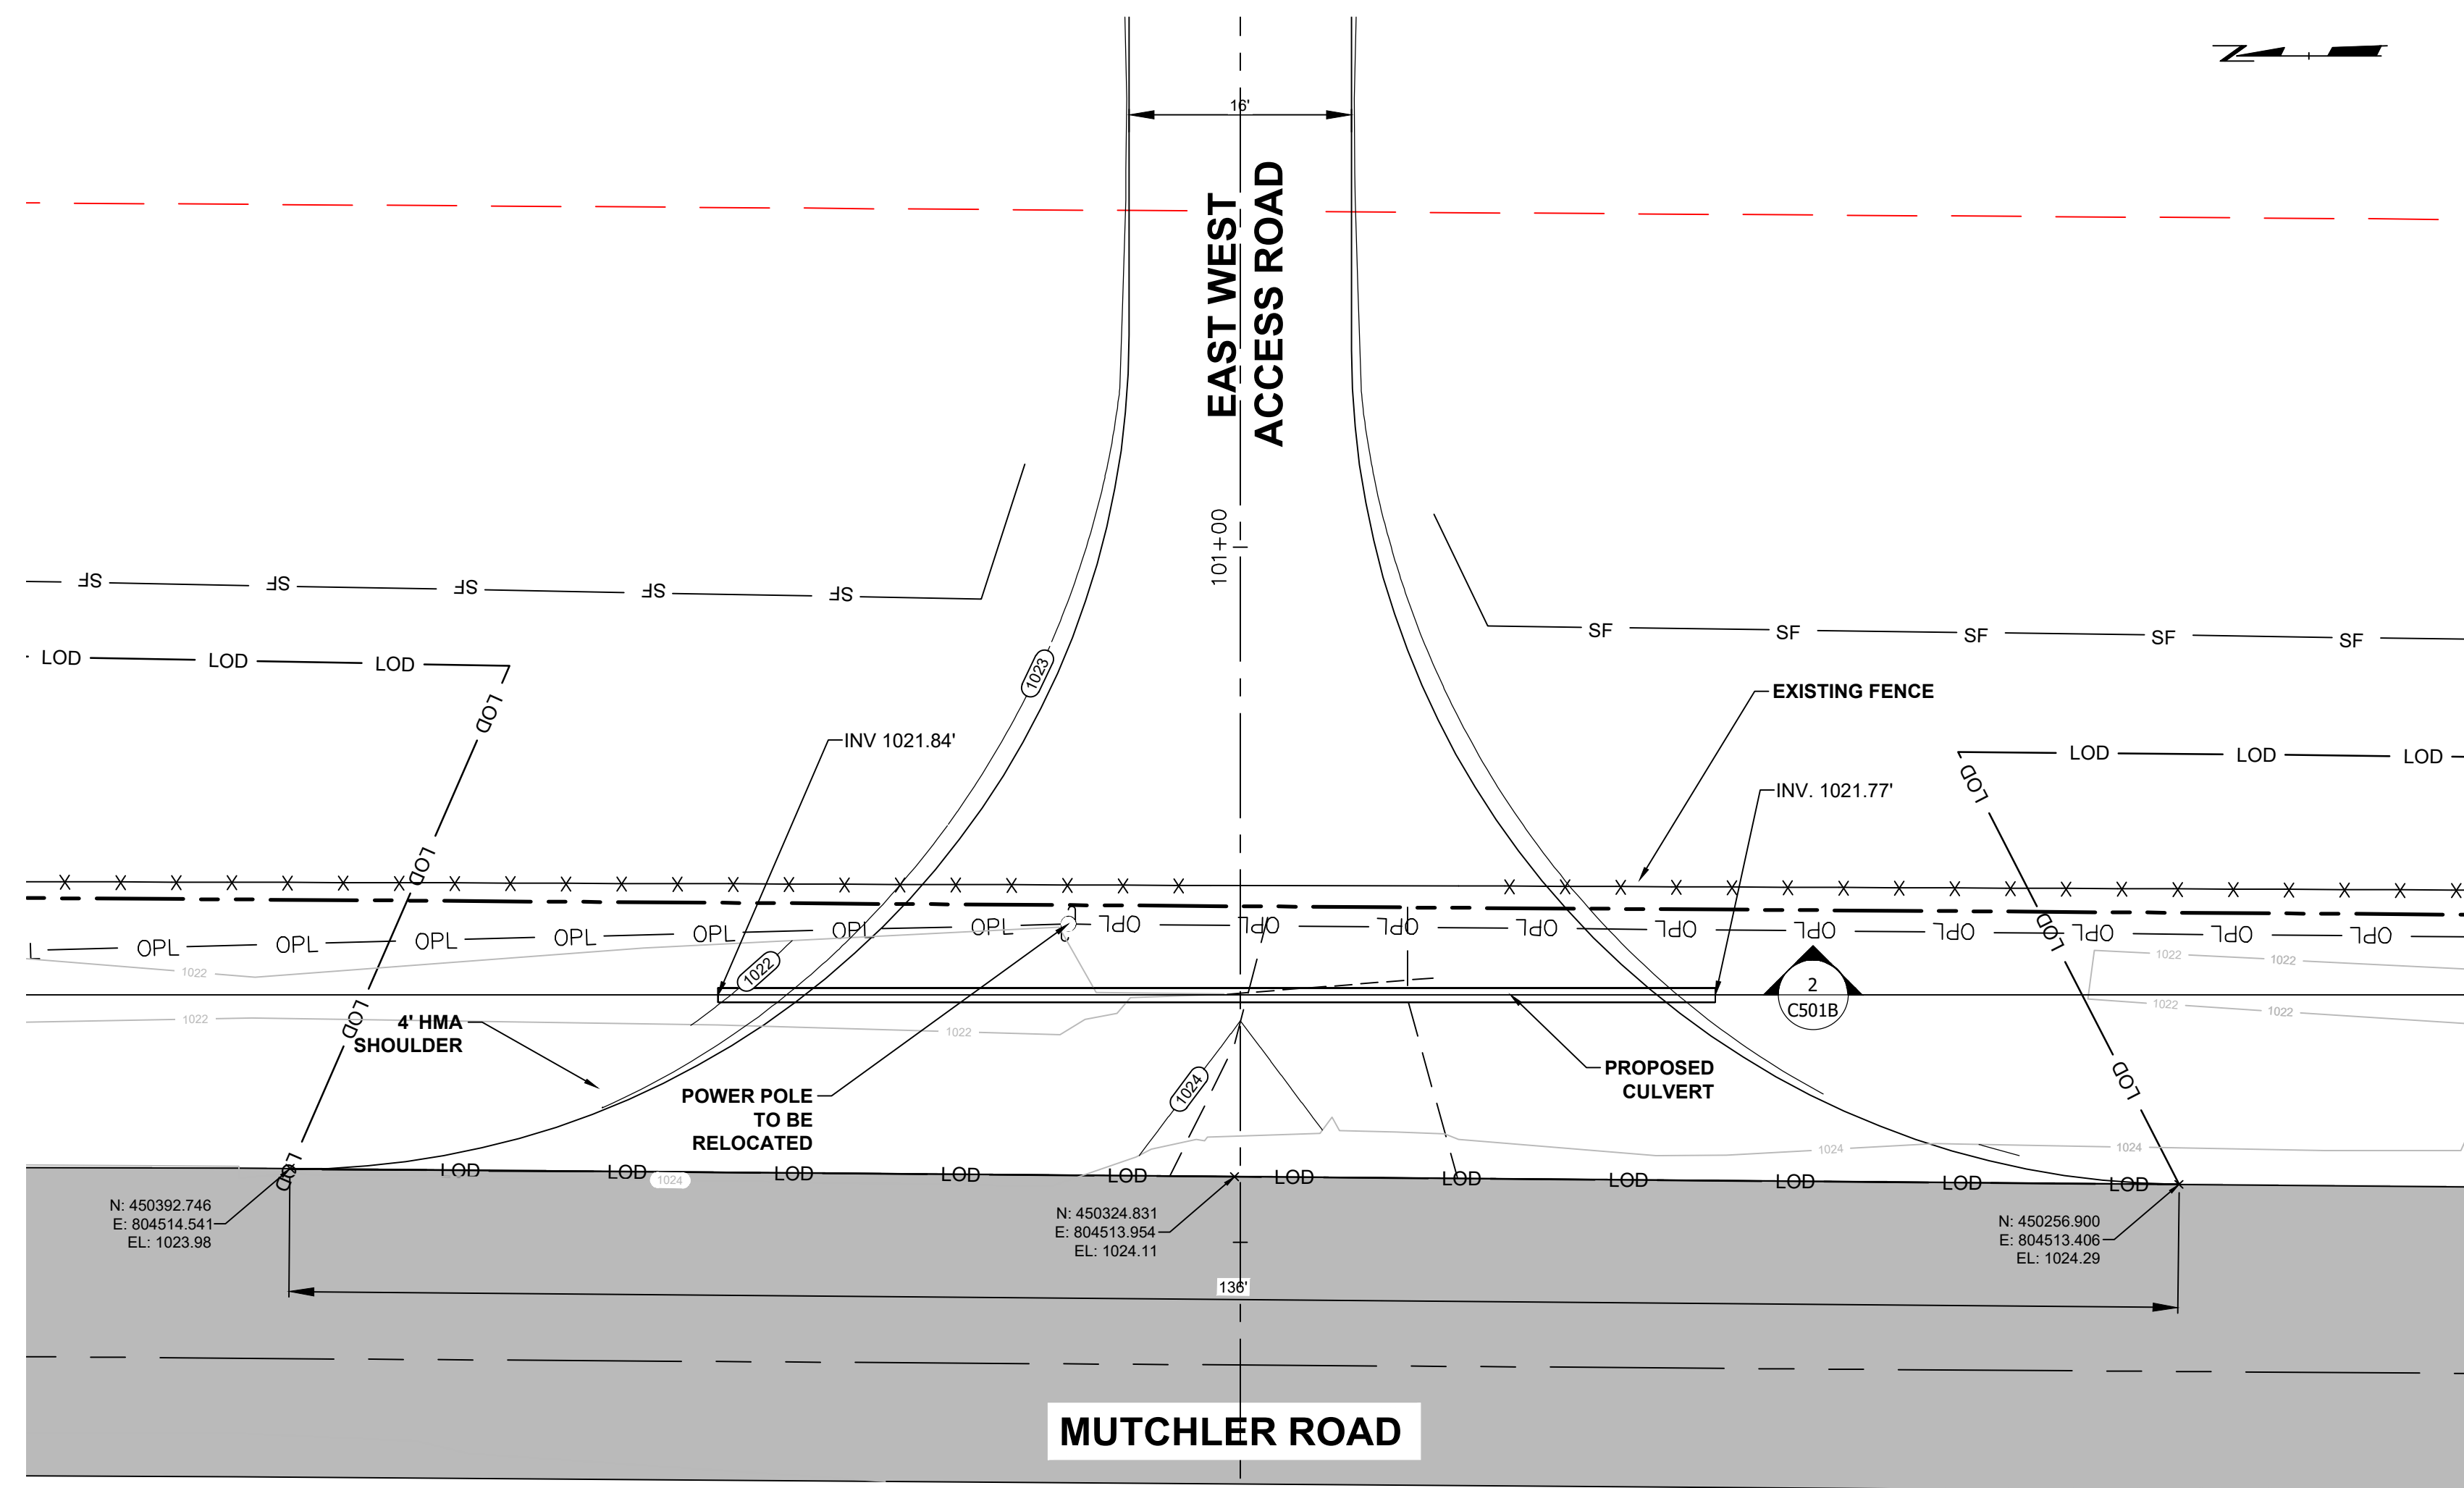 N
16'
EAST WEST
ACCESS ROAD
101+00
SF SF SF SF SF
SF SF SF SF SF
LOD LOD LOD
LOD
LOD
LOD
LOD
1023
EXISTING FENCE
INV 1021.84'
INV. 1021.77'
LOD LOD LOD
LOD
LOD
LOD
X X X X X X X X X X X X X X X X X X X X X X X X X X X X X X X X X X X X X X
L OPL OPL OPL OPL OPL OPL OPL OPL OPL OPL OPL OPL OPL OPL OPL OPL OPL
1022
1022
1022 1022
2
C501B
1022 1022
1022
1022
4' HMA
SHOULDER
POWER POLE
TO BE
RELOCATED
1024
PROPOSED
CULVERT
1024 1024
LOD LOD LOD LOD LOD LOD LOD LOD LOD LOD LOD
1024
N: 450392.746
E: 804514.541
EL: 1023.98
N: 450324.831
E: 804513.954
EL: 1024.11
N: 450256.900
E: 804513.406
EL: 1024.29
136'
MUTCHLER ROAD